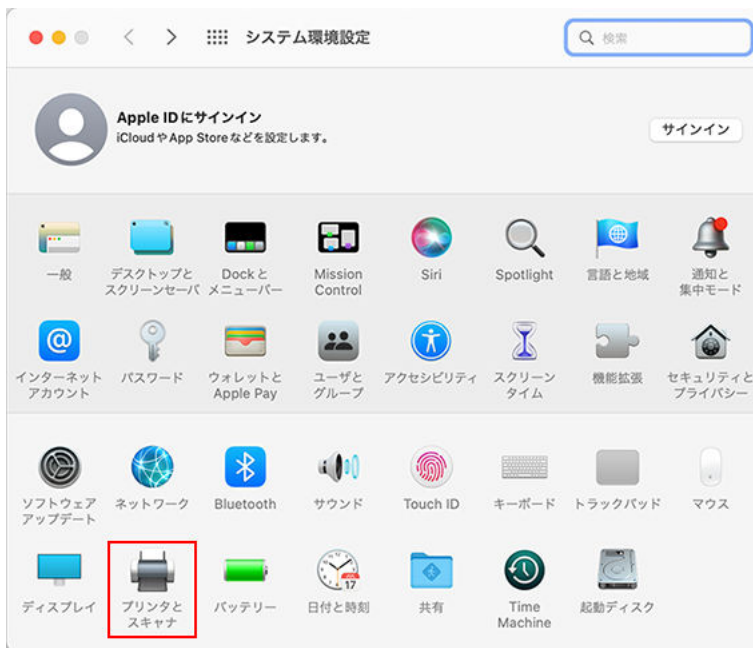 システム環境設定
検索
Apple IDにサインイン
iCloudやApp Storeなどを設定します。
サインイン
一般
デスクトップと
スクリーンセーバ
Dockと
メニューバー
Mission
Control
Siri
Spotlight
言語と地域
通知と
集中モード
インターネット
アカウント
パスワード
ウォレットと
Apple Pay
ユーザと
グループ
アクセシビリティ
スクリーン
タイム
機能拡張
セキュリティと
プライバシー
ソフトウェア
アップデート
ネットワーク
Bluetooth
サウンド
Touch ID
キーボード
トラックパッド
マウス
ディスプレイ
プリンタと
スキャナ
バッテリー
日付と時刻
17
共有
Time
Machine
起動ディスク